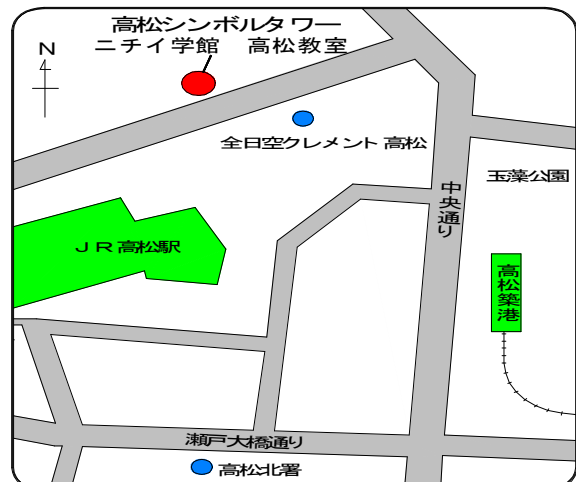 高松シンボルタワー
ニチイ学館 高松教室
N
全日空クレメント高松
玉藻公園
中央通り
JR高松駅
高松築港
瀬戸大橋通り
高松北署